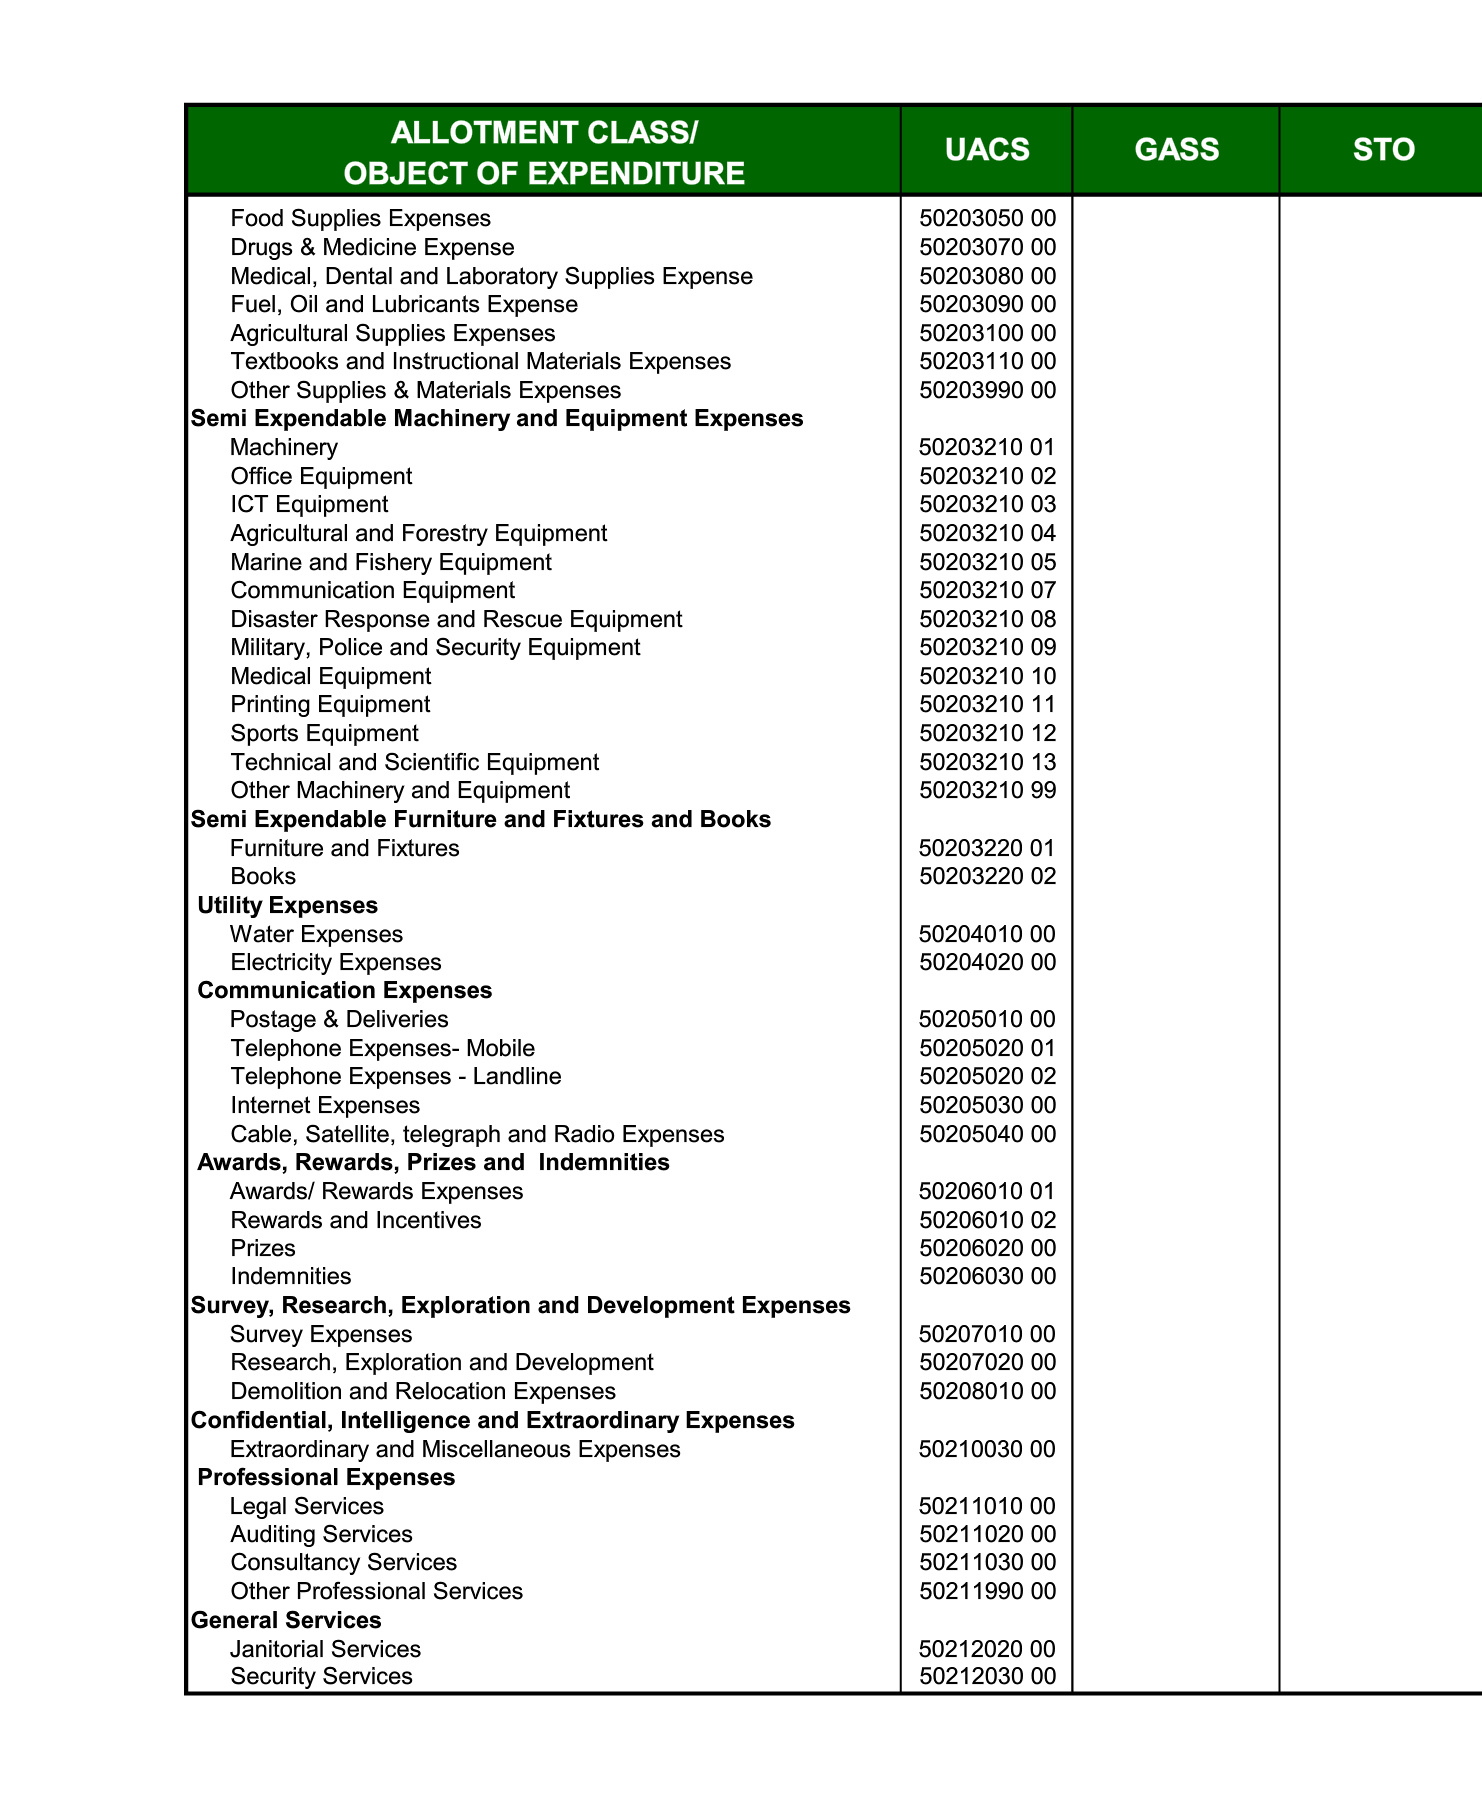 ALLOTMENT CLASS/
OBJECT OF EXPENDITURE UACS GASS STO
Food Supplies Expenses 50203050 00
Drugs & Medicine Expense 50203070 00
Medical, Dental and Laboratory Supplies Expense 50203080 00
Fuel, Oil and Lubricants Expense 50203090 00
Agricultural Supplies Expenses 50203100 00
Textbooks and Instructional Materials Expenses 50203110 00
Other Supplies & Materials Expenses 50203990 00
Semi Expendable Machinery and Equipment Expenses
Machinery 50203210 01
Office Equipment 50203210 02
ICT Equipment 50203210 03
Agricultural and Forestry Equipment 50203210 04
Marine and Fishery Equipment 50203210 05
Communication Equipment 50203210 07
Disaster Response and Rescue Equipment 50203210 08
Military, Police and Security Equipment 50203210 09
Medical Equipment 50203210 10
Printing Equipment 50203210 11
Sports Equipment 50203210 12
Technical and Scientific Equipment 50203210 13
Other Machinery and Equipment 50203210 99
Semi Expendable Furniture and Fixtures and Books
Furniture and Fixtures 50203220 01
Books 50203220 02
Utility Expenses
Water Expenses 50204010 00
Electricity Expenses 50204020 00
Communication Expenses
Postage & Deliveries 50205010 00
Telephone Expenses- Mobile 50205020 01
Telephone Expenses - Landline 50205020 02
Internet Expenses 50205030 00
Cable, Satellite, telegraph and Radio Expenses 50205040 00
Awards, Rewards, Prizes and  Indemnities
Awards/ Rewards Expenses 50206010 01
Rewards and Incentives 50206010 02
Prizes 50206020 00
Indemnities 50206030 00
Survey, Research, Exploration and Development Expenses
Survey Expenses 50207010 00
Research, Exploration and Development 50207020 00
Demolition and Relocation Expenses 50208010 00
Confidential, Intelligence and Extraordinary Expenses
Extraordinary and Miscellaneous Expenses 50210030 00
Professional Expenses
Legal Services 50211010 00
Auditing Services 50211020 00
Consultancy Services 50211030 00
Other Professional Services 50211990 00
General Services
Janitorial Services 50212020 00
Security Services 50212030 00